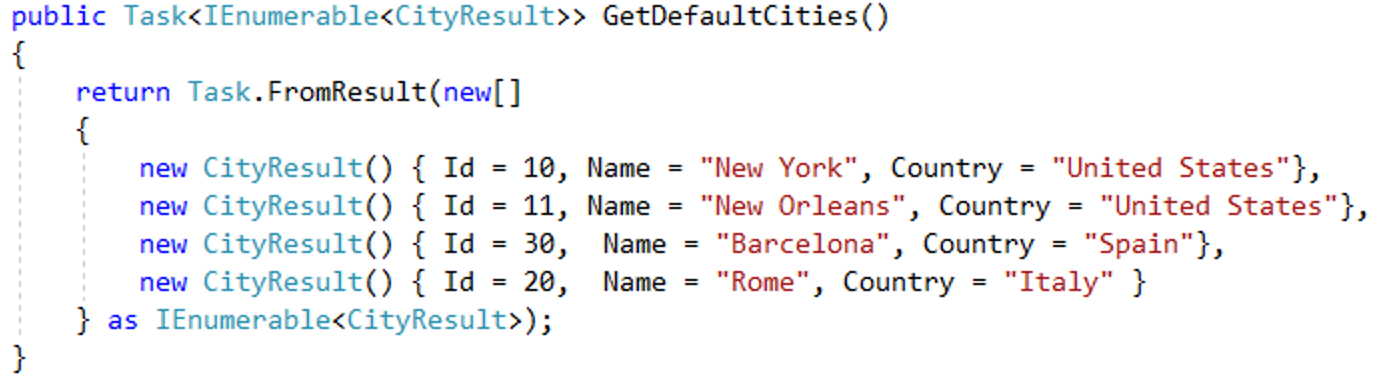 public Task<IEnumerable<CityResult>> GetDefaultCities()
{
    return Task.FromResult(new[]
    {
        new CityResult() { Id = 10, Name = "New York", Country = "United States"},
        new CityResult() { Id = 11, Name = "New Orleans", Country = "United States"},
        new CityResult() { Id = 30,  Name = "Barcelona", Country = "Spain"},
        new CityResult() { Id = 20,  Name = "Rome", Country = "Italy" }
    } as IEnumerable<CityResult>);
}